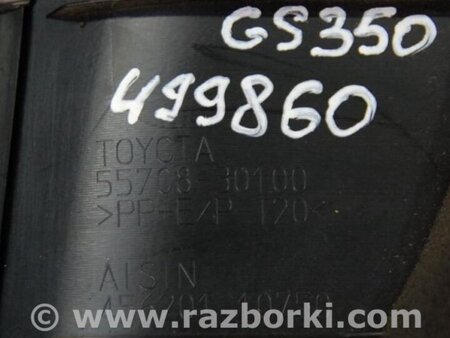 GS350
499860
TOYOTA
55708-30100
>PP+E/P-T20<
AISIN
© www.razborki.com